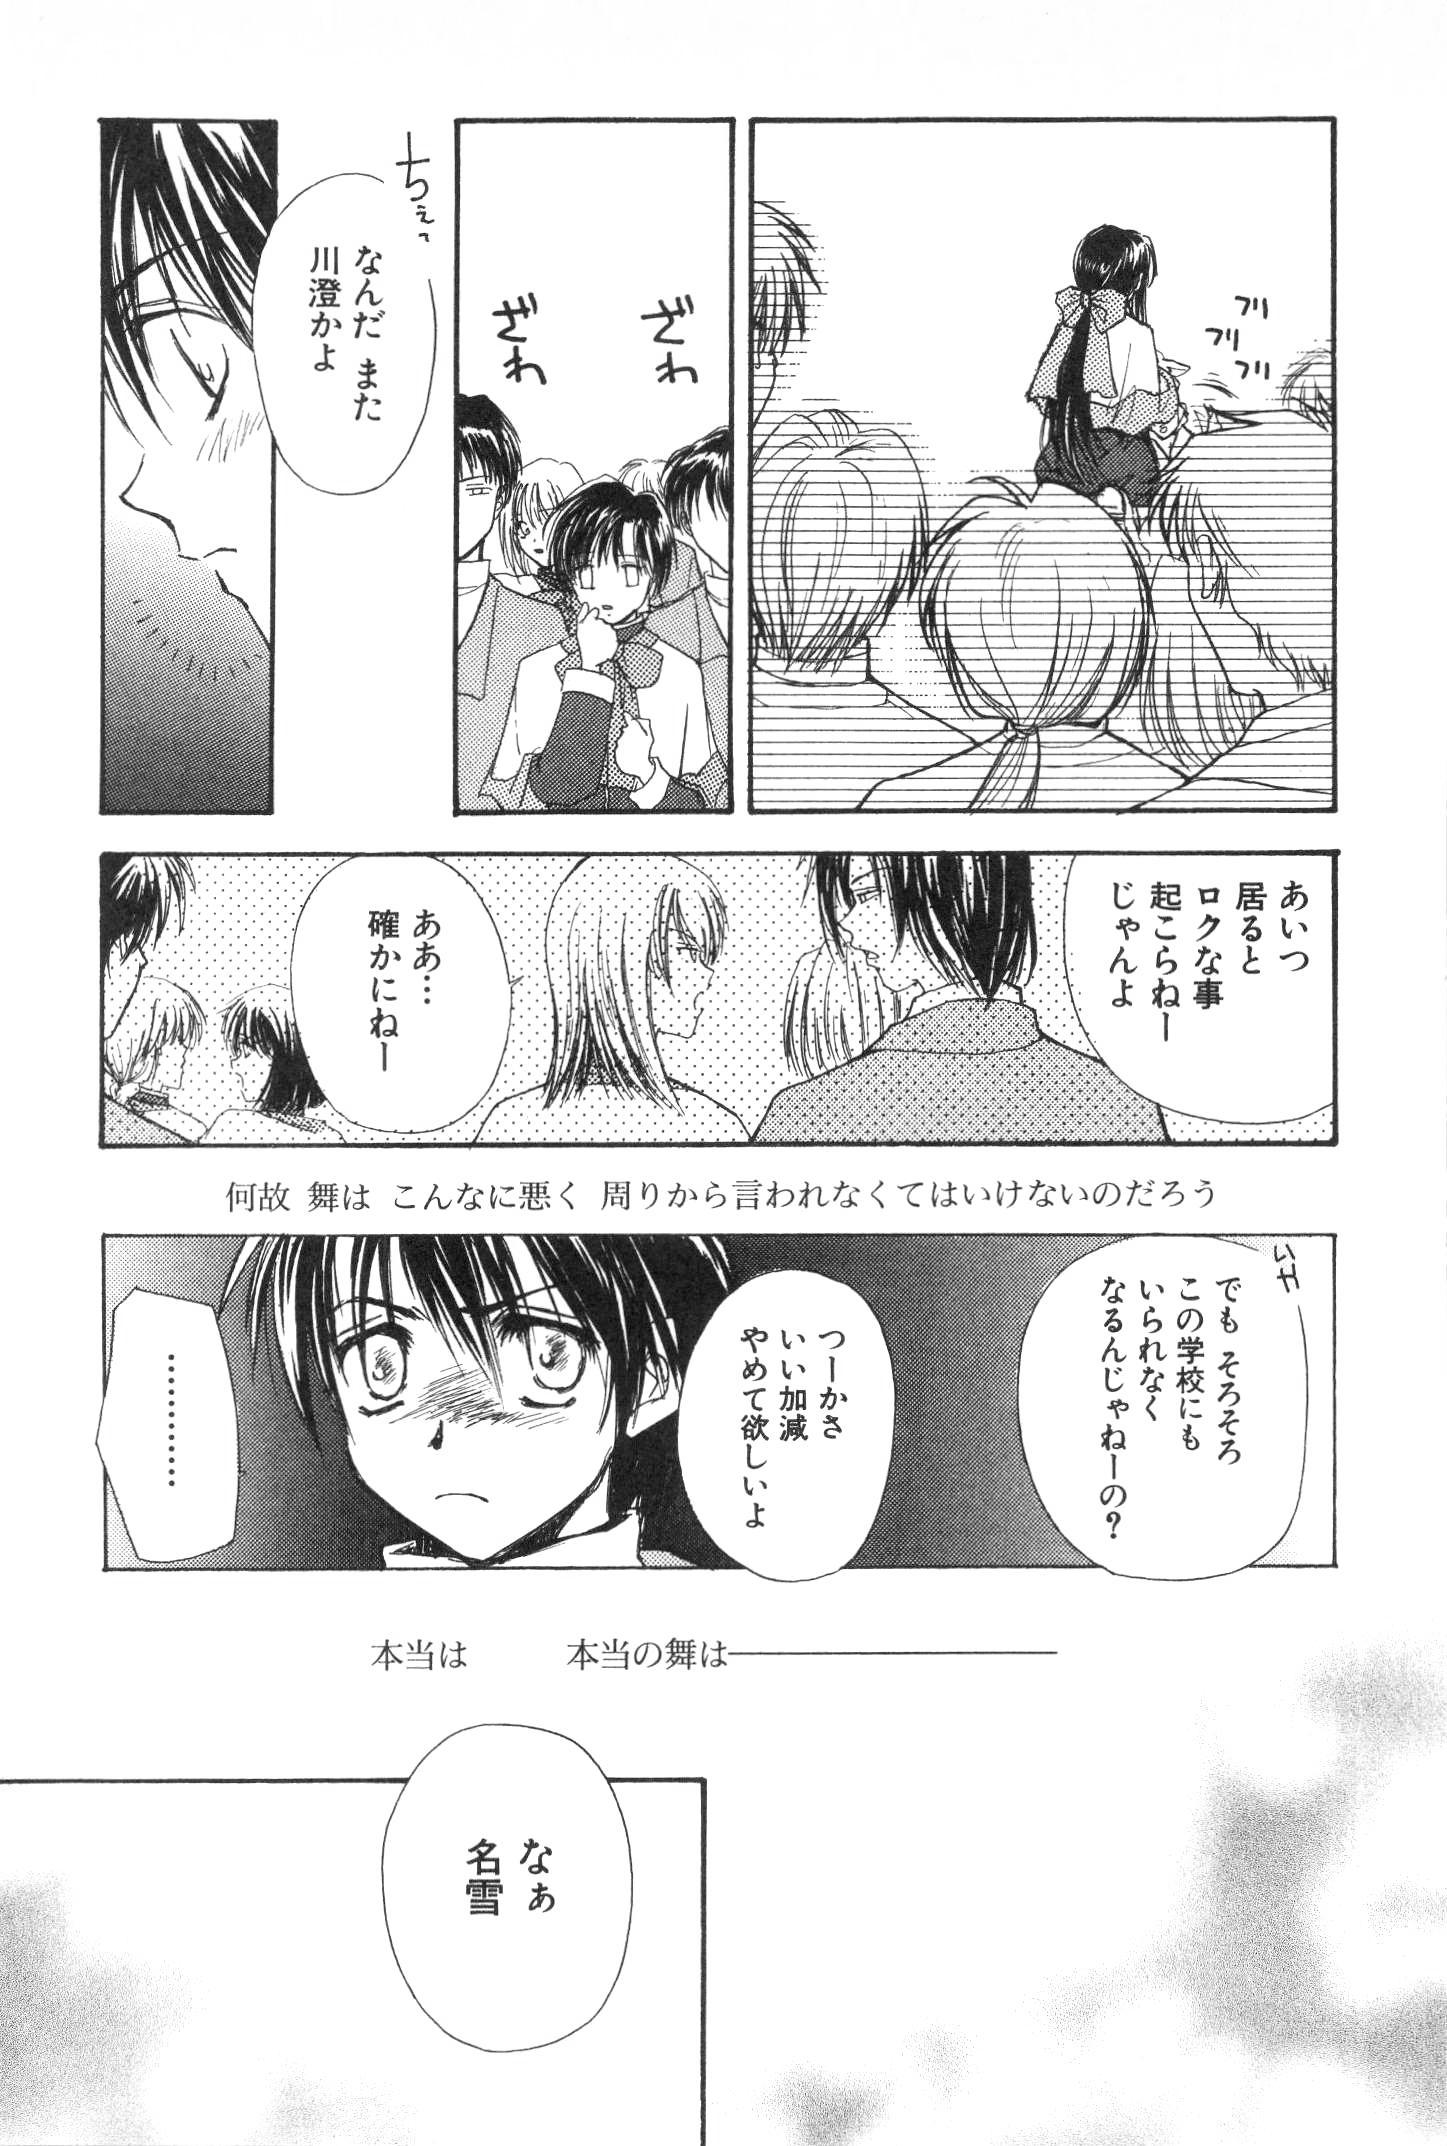 フリ
フリ
フリ
ざわ
ざわ
ちぇっ
なんだ また
川澄かよ
あいつ
居ると
ロクな事
起こらねー
じゃんよ
ああ…
確かにねー
何故 舞は こんなに悪く 周りから言われなくてはいけないのだろう
いや
でも そろそろ
この学校にも
いられなく
なるんじゃねーの?
つーかさ
いい加減
やめて欲しいよ
…………
本当は 本当の舞は――――――
なぁ
名雪